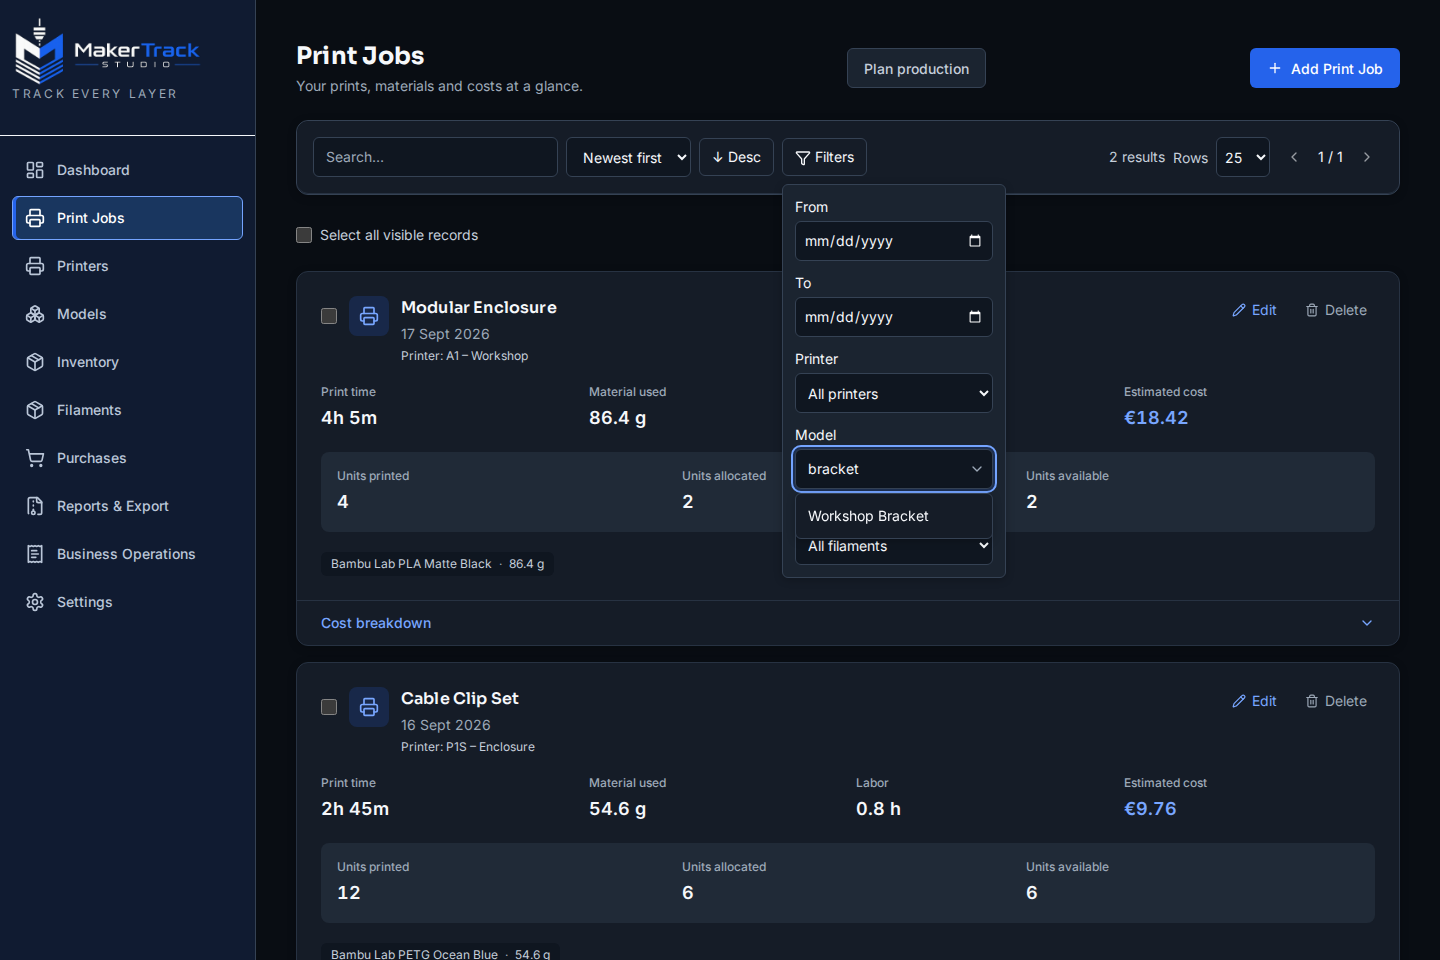 MakerTrack
STUDIO
TRACK EVERY LAYER
Dashboard
Print Jobs
Printers
Models
Inventory
Filaments
Purchases
Reports & Export
Business Operations
Settings
Print Jobs
Your prints, materials and costs at a glance.
Plan production
+ Add Print Job
Search...
Newest first
↓ Desc
Filters
2 results Rows 25
1 / 1
From
mm/dd/yyyy
To
mm/dd/yyyy
Printer
All printers
Model
bracket
Workshop Bracket
All filaments
Select all visible records
Modular Enclosure
17 Sept 2026
Printer: A1 – Workshop
Edit
Delete
Print time
4h 5m
Material used
86.4 g
Estimated cost
€18.42
Units printed
4
Units allocated
2
Units available
2
Bambu Lab PLA Matte Black · 86.4 g
Cost breakdown
Cable Clip Set
16 Sept 2026
Printer: P1S – Enclosure
Edit
Delete
Print time
2h 45m
Material used
54.6 g
Labor
0.8 h
Estimated cost
€9.76
Units printed
12
Units allocated
6
Units available
6
Bambu Lab PETG Ocean Blue · 54.6 g